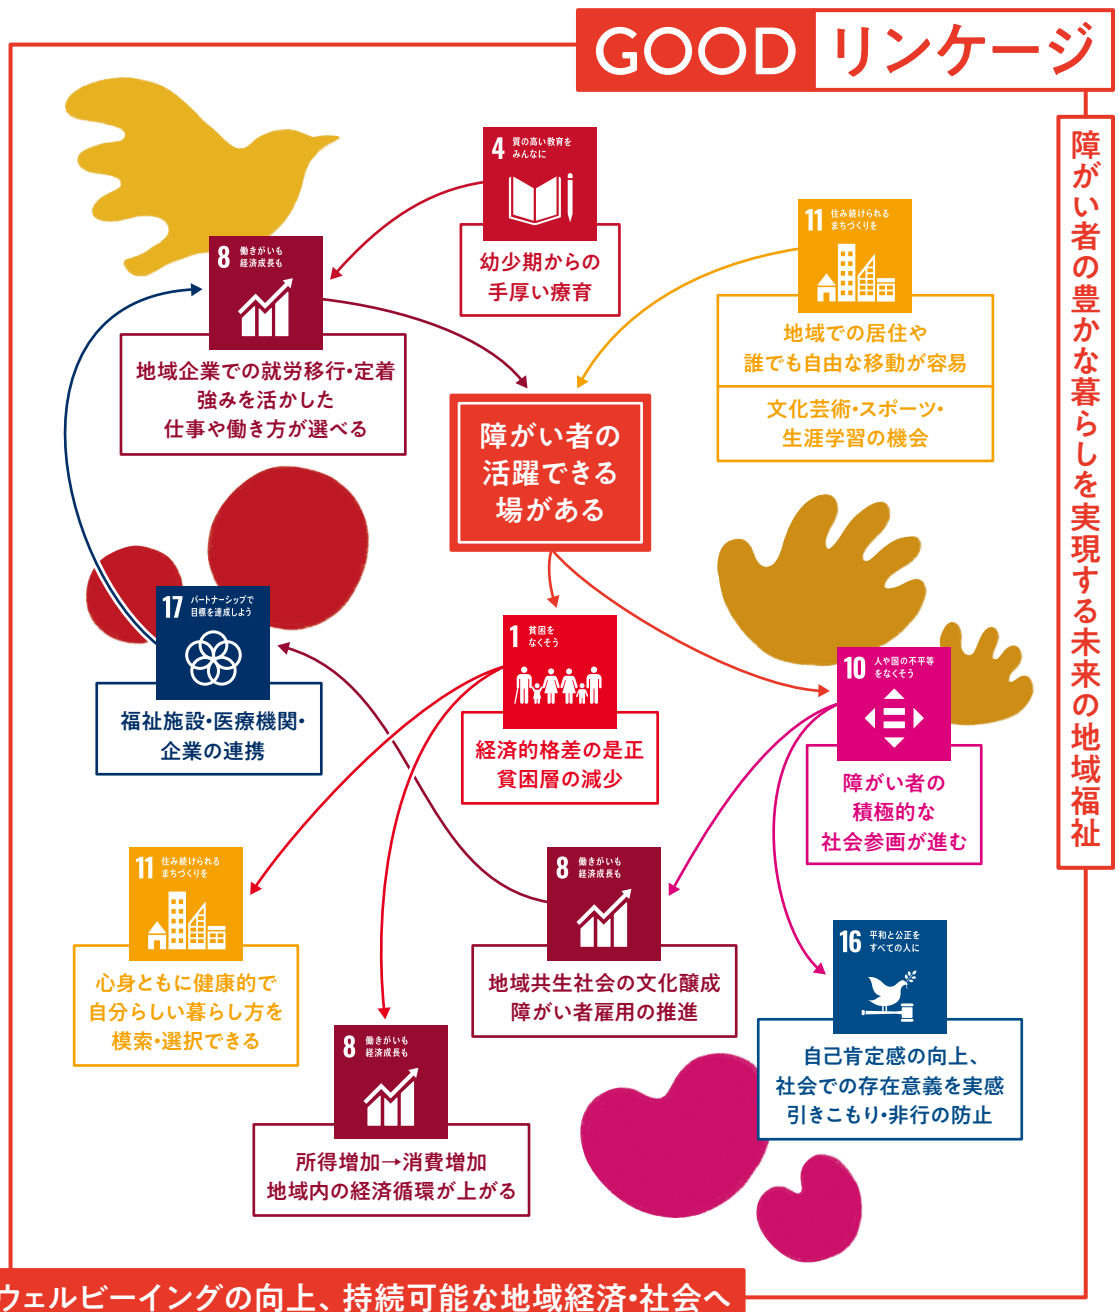 GOOD リンケージ
障がい者の豊かな暮らしを実現する未来の地域福祉
4 質の高い教育を
みんなに
幼少期からの
手厚い療育
11 住み続けられる
まちづくりを
地域での居住や
誰でも自由な移動が容易
文化芸術・スポーツ・
生涯学習の機会
8 働きがいも
経済成長も
地域企業での就労移行・定着
強みを活かした
仕事や働き方が選べる
障がい者の
活躍できる
場がある
17 パートナーシップで
目標を達成しよう
福祉施設・医療機関・
企業の連携
1 貧困を
なくそう
経済的格差の是正
貧困層の減少
10 人や国の不平等
をなくそう
障がい者の
積極的な
社会参画が進む
11 住み続けられる
まちづくりを
心身ともに健康的で
自分らしい暮らし方を
模索・選択できる
8 働きがいも
経済成長も
地域共生社会の文化醸成
障がい者雇用の推進
16 平和と公正を
すべての人に
自己肯定感の向上、
社会での存在意義を実感
引きこもり・非行の防止
8 働きがいも
経済成長も
所得増加→消費増加
地域内の経済循環が上がる
ウェルビーイングの向上、持続可能な地域経済・社会へ